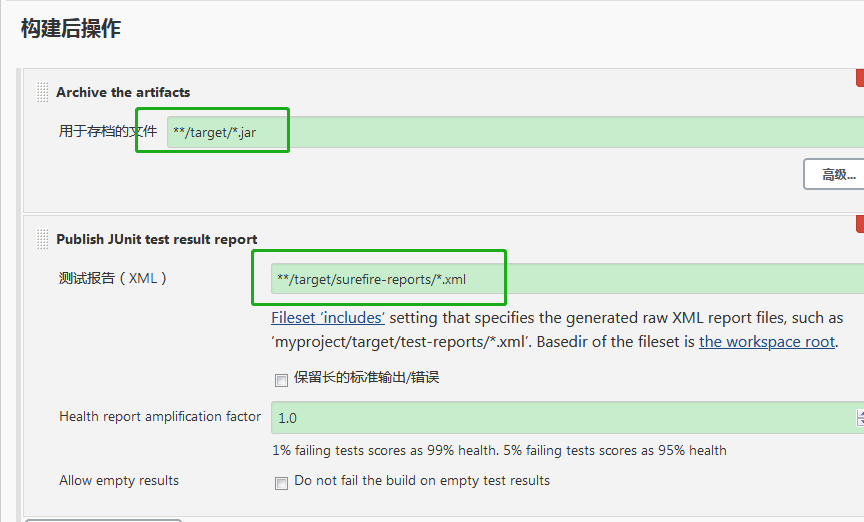 构建后操作
Archive the artifacts
用于存档的文件 **/target/*.jar
高级...
Publish JUnit test result report
测试报告（XML） **/target/surefire-reports/*.xml
Fileset ‘includes’ setting that specifies the generated raw XML report files, such as
‘myproject/target/test-reports/*.xml’. Basedir of the fileset is the workspace root.
保留长的标准输出/错误
Health report amplification factor 1.0
1% failing tests scores as 99% health. 5% failing tests scores as 95% health
Allow empty results Do not fail the build on empty test results